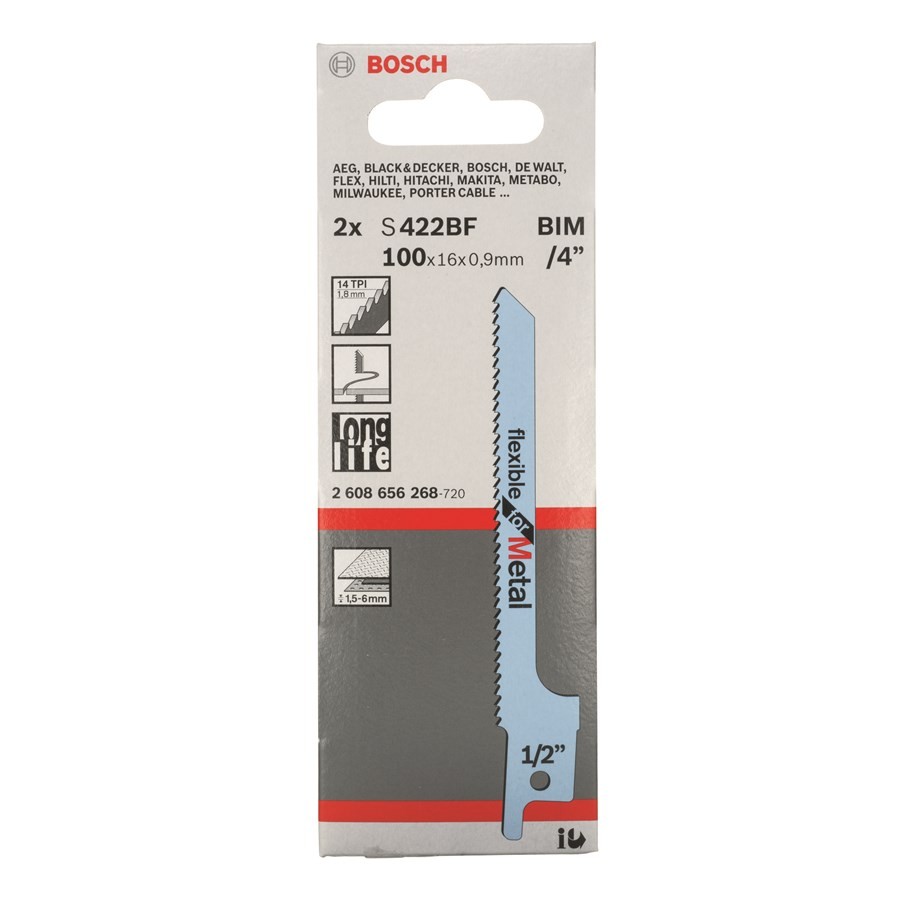 BOSCH
AEG, BLACK&DECKER, BOSCH, DE WALT,
FLEX, HILTI, HITACHI, MAKITA, METABO,
MILWAUKEE, PORTER CABLE ...
2x S 422BF BIM
100x16x0,9mm /4”
14 TPI
1,8 mm
Long
life
2 608 656 268-720
flexible for Metal
1,5-6mm
1/2”